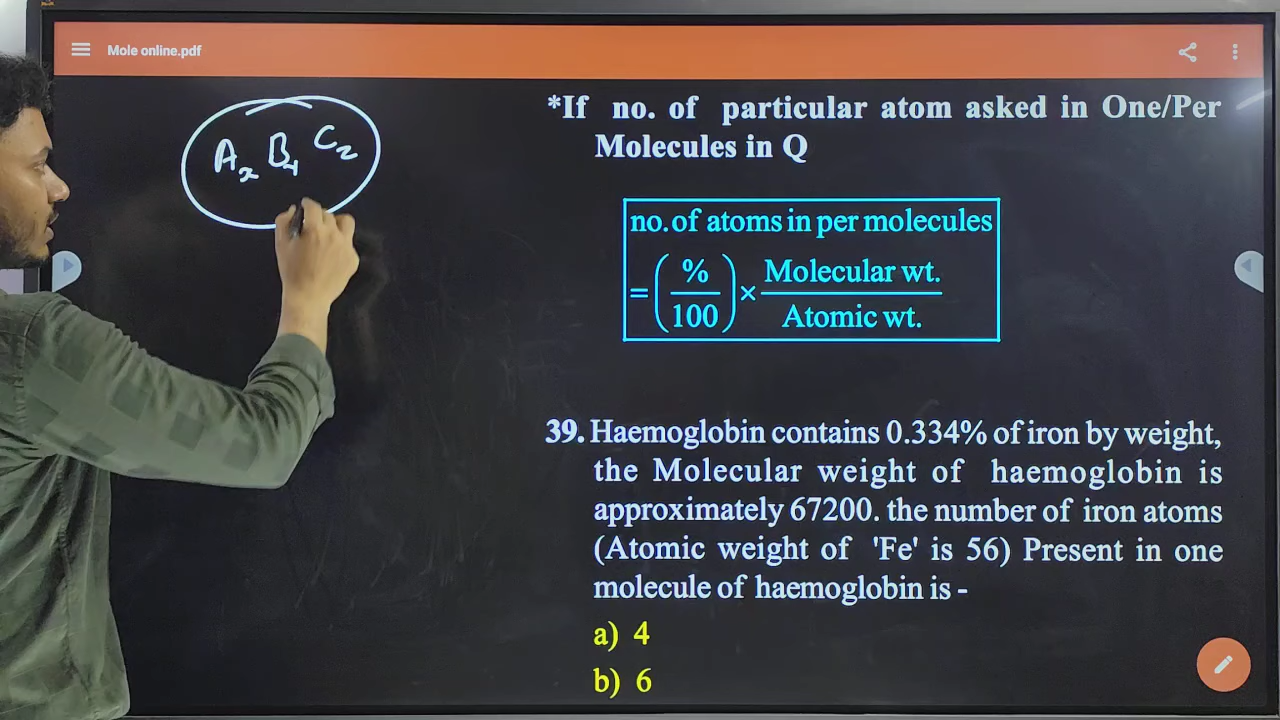 Mole online.pdf
A_x B_y C_z
*If no. of particular atom asked in One/Per
Molecules in Q
no. of atoms in per molecules
= (%/100) × Molecular wt./Atomic wt.
39. Haemoglobin contains 0.334% of iron by weight,
the Molecular weight of haemoglobin is
approximately 67200. the number of iron atoms
(Atomic weight of 'Fe' is 56) Present in one
molecule of haemoglobin is -
a) 4
b) 6